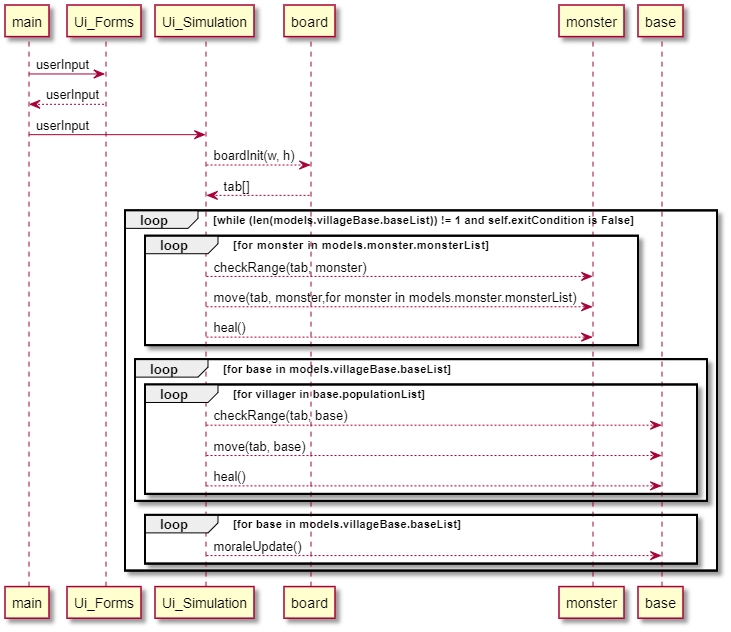 main Ui_Forms Ui_Simulation board monster base
userInput
userInput
userInput
boardInit(w, h)
tab[]
loop [while (len(models.villageBase.baseList)) != 1 and self.exitCondition is False]
loop [for monster in models.monster.monsterList]
checkRange(tab, monster)
move(tab, monster,for monster in models.monster.monsterList)
heal()
loop [for base in models.villageBase.baseList]
loop [for villager in base.populationList]
checkRange(tab, base)
move(tab, base)
heal()
loop [for base in models.villageBase.baseList]
moraleUpdate()
main Ui_Forms Ui_Simulation board monster base